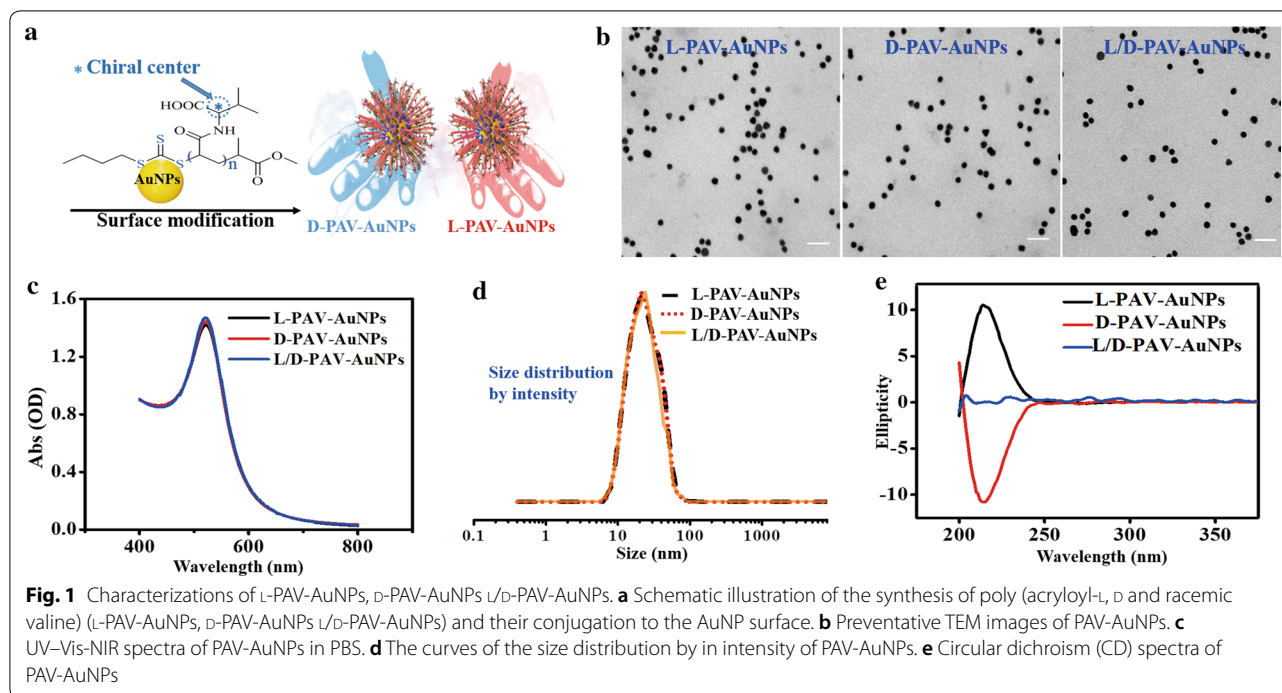 a
* Chiral center
HOOC
*
NH
O
S
S
S
( )n
O
O
AuNPs
Surface modification
D-PAV-AuNPs
L-PAV-AuNPs
b
L-PAV-AuNPs
D-PAV-AuNPs
L/D-PAV-AuNPs
c
1.6
1.2
0.8
0.4
0.0
Abs (OD)
L-PAV-AuNPs
D-PAV-AuNPs
L/D-PAV-AuNPs
400
600
800
Wavelength (nm)
d
L-PAV-AuNPs
D-PAV-AuNPs
L/D-PAV-AuNPs
Size distribution
by intensity
0.1
1
10
100
1000
Size (nm)
e
10
5
0
-5
-10
Ellipticity
L-PAV-AuNPs
D-PAV-AuNPs
L/D-PAV-AuNPs
200
250
300
350
Wavelength (nm)
Fig. 1 Characterizations of L-PAV-AuNPs, D-PAV-AuNPs L/D-PAV-AuNPs. a Schematic illustration of the synthesis of poly (acryloyl-L, D and racemic
valine) (L-PAV-AuNPs, D-PAV-AuNPs L/D-PAV-AuNPs) and their conjugation to the AuNP surface. b Preventative TEM images of PAV-AuNPs. c
UV–Vis-NIR spectra of PAV-AuNPs in PBS. d The curves of the size distribution by in intensity of PAV-AuNPs. e Circular dichroism (CD) spectra of
PAV-AuNPs